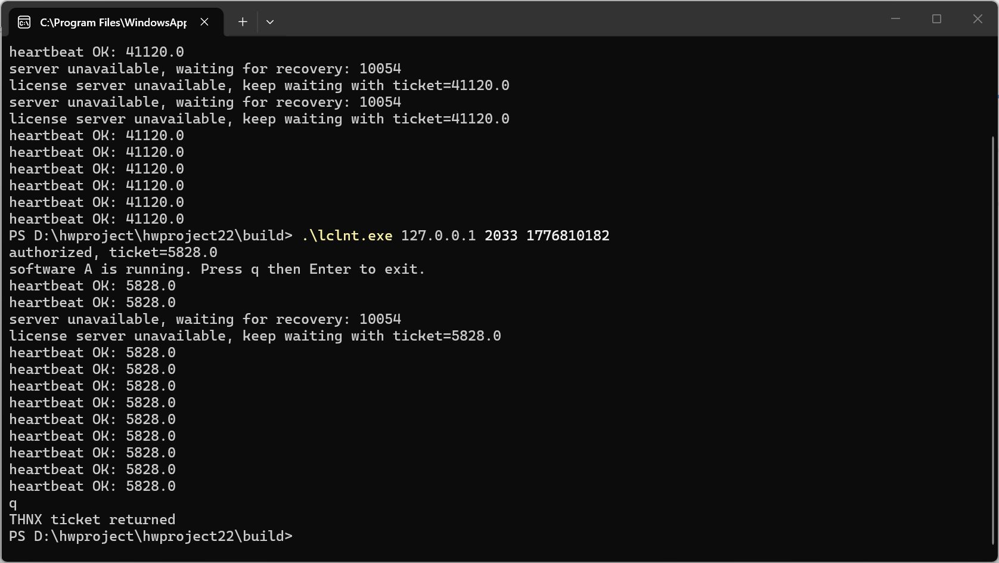 C:\Program Files\WindowsApp
heartbeat OK: 41120.0
server unavailable, waiting for recovery: 10054
license server unavailable, keep waiting with ticket=41120.0
server unavailable, waiting for recovery: 10054
license server unavailable, keep waiting with ticket=41120.0
heartbeat OK: 41120.0
heartbeat OK: 41120.0
heartbeat OK: 41120.0
heartbeat OK: 41120.0
heartbeat OK: 41120.0
heartbeat OK: 41120.0
PS D:\hwproject\hwproject22\build> .\lclnt.exe 127.0.0.1 2033 1776810182
authorized, ticket=5828.0
software A is running. Press q then Enter to exit.
heartbeat OK: 5828.0
heartbeat OK: 5828.0
server unavailable, waiting for recovery: 10054
license server unavailable, keep waiting with ticket=5828.0
heartbeat OK: 5828.0
heartbeat OK: 5828.0
heartbeat OK: 5828.0
heartbeat OK: 5828.0
heartbeat OK: 5828.0
heartbeat OK: 5828.0
heartbeat OK: 5828.0
heartbeat OK: 5828.0
heartbeat OK: 5828.0
q
THNX ticket returned
PS D:\hwproject\hwproject22\build>